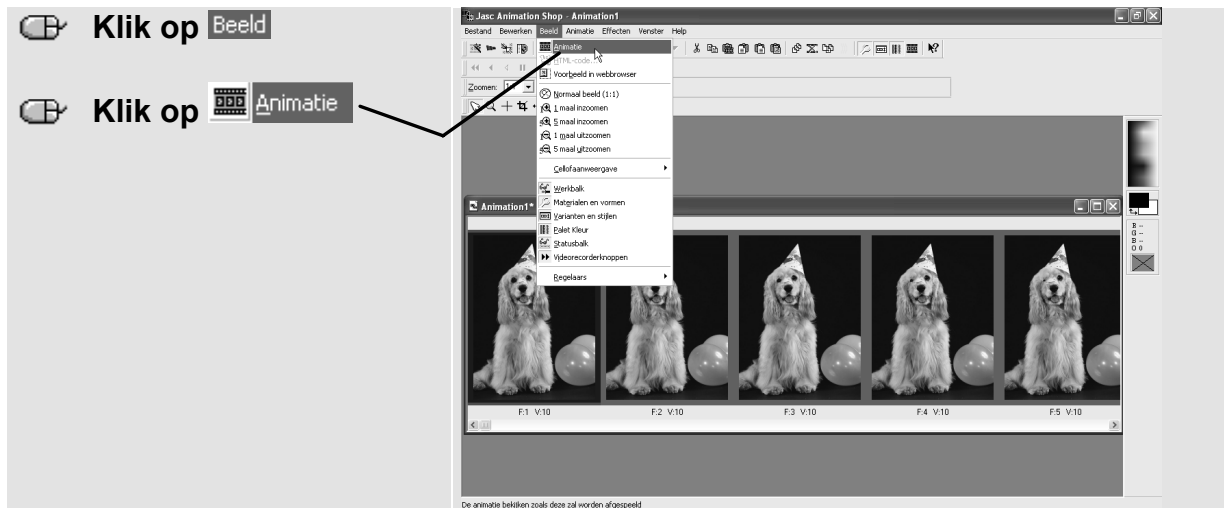 Klik op Beeld
Klik op Animatie
Jasc Animation Shop - Animation1
Bestand Bewerken Beeld Animatie Effecten Venster Help
Animatie
HTML-code...
Voorbeeld in webbrowser
Zoomen:
Normaal beeld (1:1)
1 maal inzoomen
5 maal inzoomen
1 maal uitzoomen
5 maal uitzoomen
Cellofaanweergave
Werkbalk
Materialen en vormen
Varianten en stijlen
Palet Kleur
Statusbalk
Videorecorderknoppen
Regelaars
Animation1*
R --
G --
B --
O 0
F:1 V:10
F:2 V:10
F:3 V:10
F:4 V:10
F:5 V:10
De animatie bekijken zoals deze zal worden afgespeeld